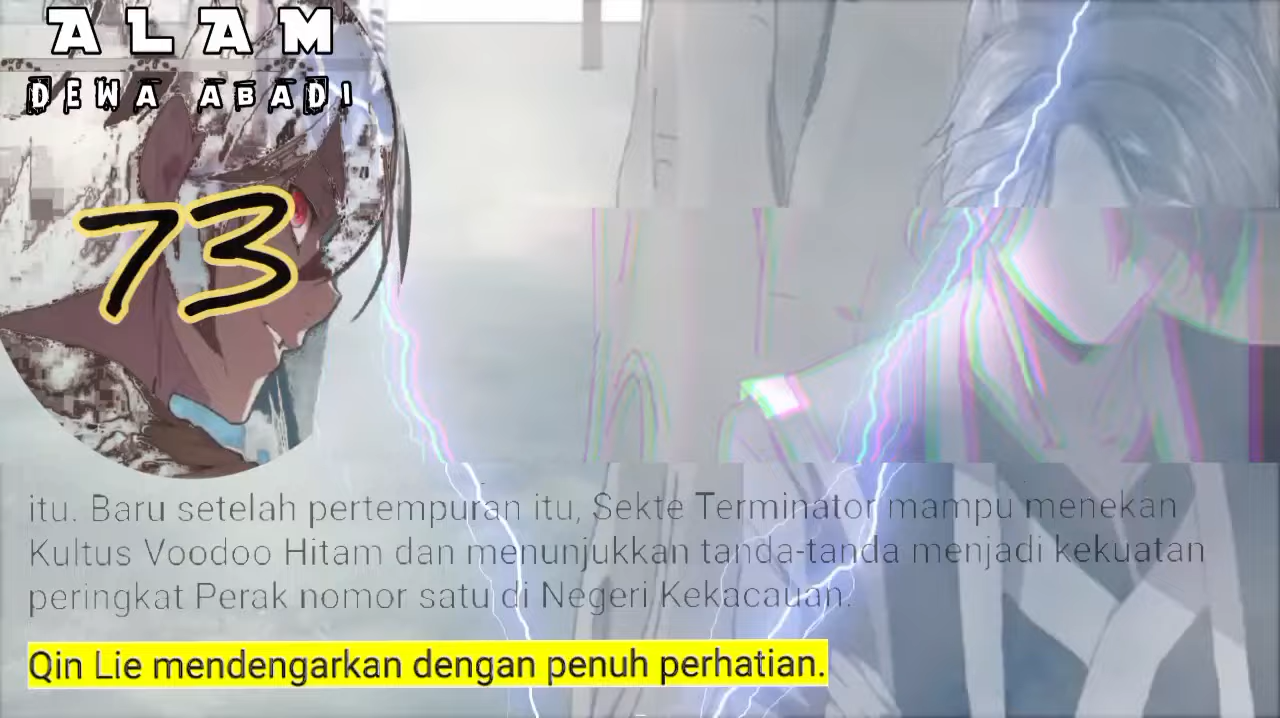 ALAM
DEWA ABADI
73
itu. Baru setelah pertempuran itu, Sekte Terminator mampu menekan
Kultus Voodoo Hitam dan menunjukkan tanda-tanda menjadi kekuatan
peringkat Perak nomor satu di Negeri Kekacauan.
Qin Lie mendengarkan dengan penuh perhatian.